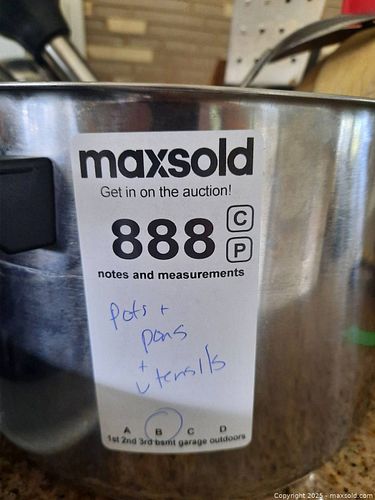 maxsold
Get in on the auction!
888
C
P
notes and measurements
Pots +
pans
+
utensils
A B C D
1st 2nd 3rd bsmt garage outdoors
Copyright 2025 - maxsold.com